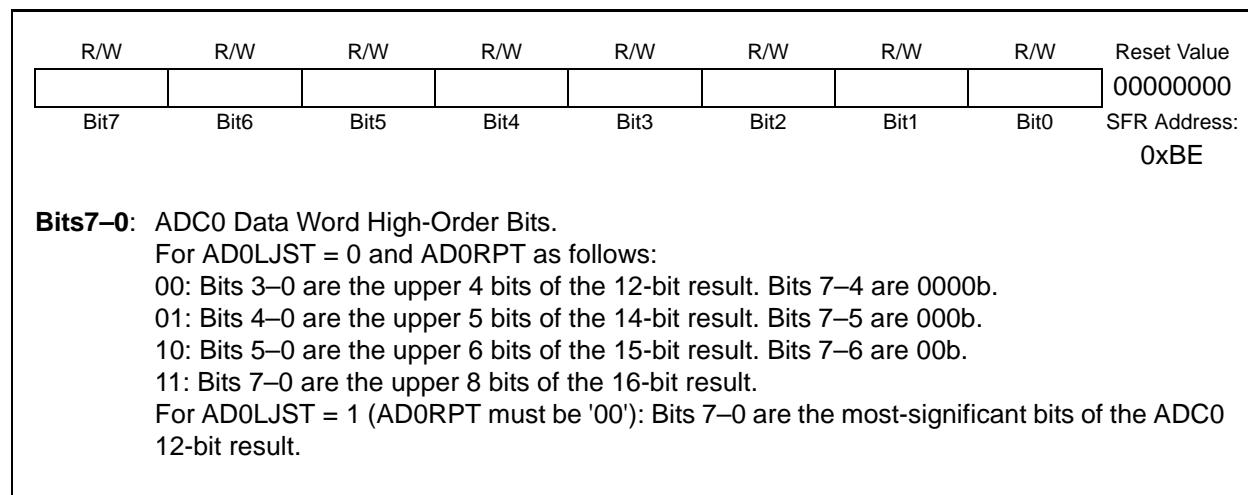 R/W R/W R/W R/W R/W R/W R/W R/W Reset Value
00000000
Bit7 Bit6 Bit5 Bit4 Bit3 Bit2 Bit1 Bit0 SFR Address:
0xBE
Bits7–0: ADC0 Data Word High-Order Bits.
For AD0LJST = 0 and AD0RPT as follows:
00: Bits 3–0 are the upper 4 bits of the 12-bit result. Bits 7–4 are 0000b.
01: Bits 4–0 are the upper 5 bits of the 14-bit result. Bits 7–5 are 000b.
10: Bits 5–0 are the upper 6 bits of the 15-bit result. Bits 7–6 are 00b.
11: Bits 7–0 are the upper 8 bits of the 16-bit result.
For AD0LJST = 1 (AD0RPT must be '00'): Bits 7–0 are the most-significant bits of the ADC0
12-bit result.